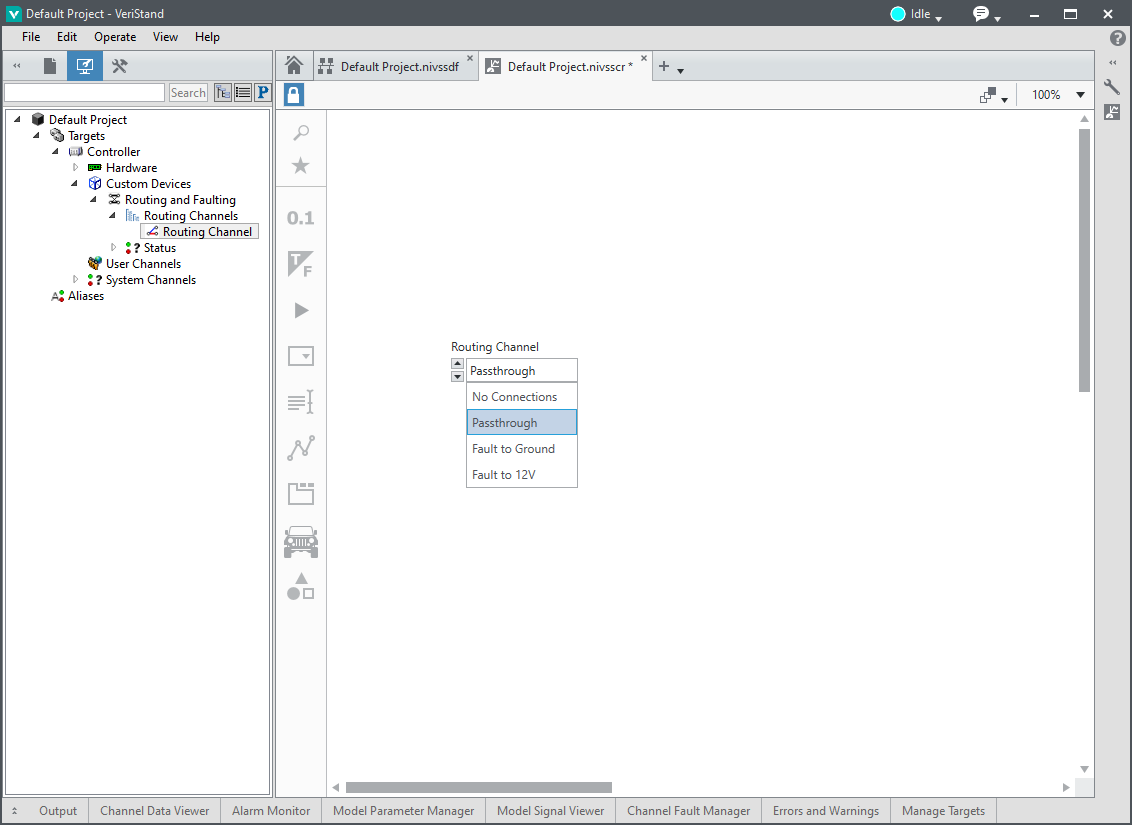 Default Project - VeriStand
Idle
File Edit Operate View Help
Default Project.nivssdf
Default Project.nivsscr *
Search
P
100%
Default Project
Targets
Controller
Hardware
Custom Devices
Routing and Faulting
Routing Channels
Routing Channel
Status
User Channels
System Channels
Aliases
0.1
T
F
Routing Channel
Passthrough
No Connections
Passthrough
Fault to Ground
Fault to 12V
Output
Channel Data Viewer
Alarm Monitor
Model Parameter Manager
Model Signal Viewer
Channel Fault Manager
Errors and Warnings
Manage Targets